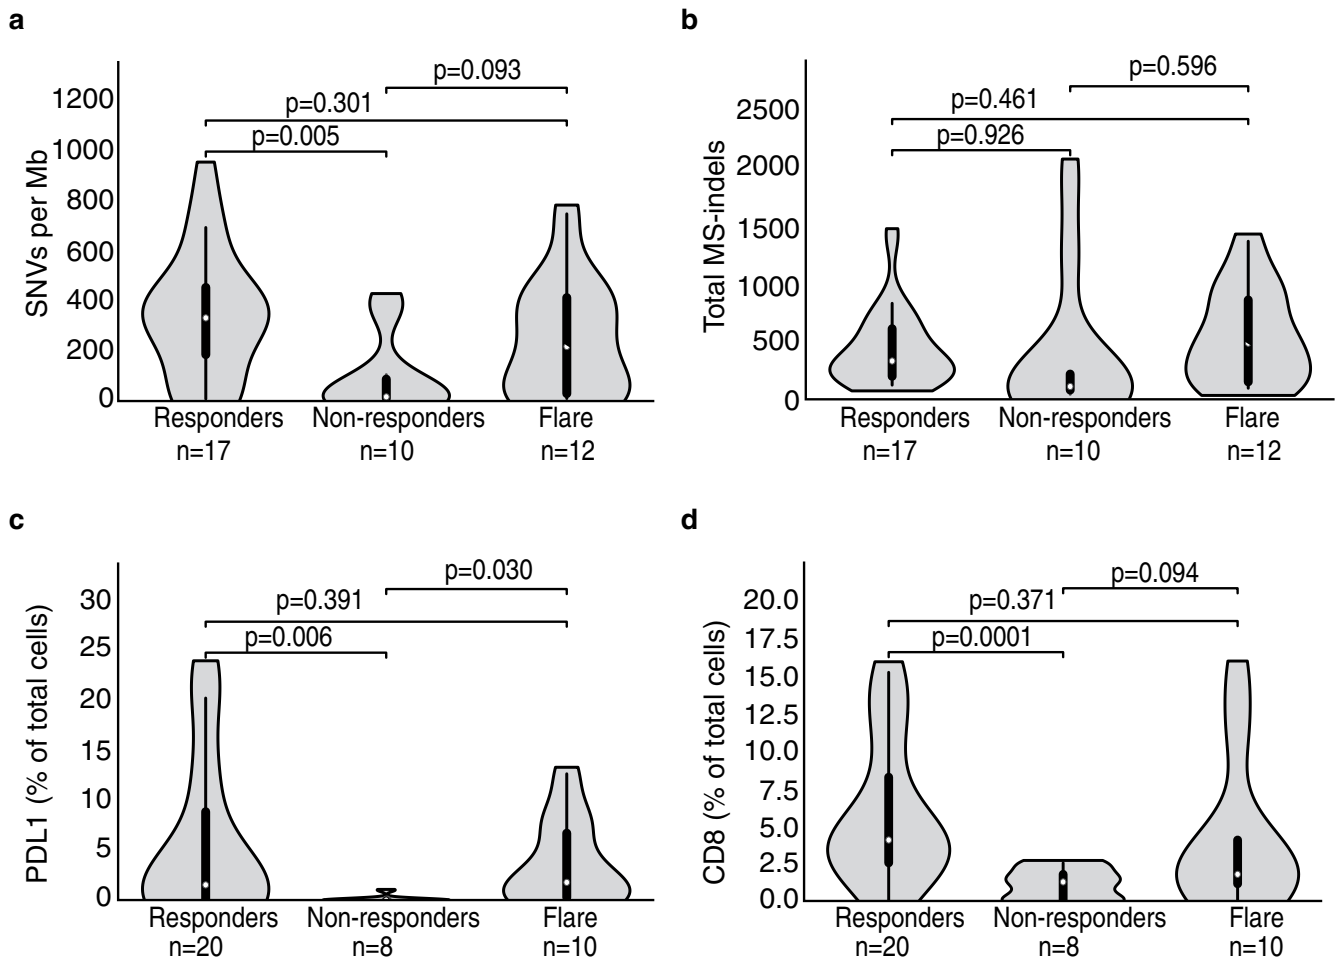 a
SNVs per Mb
1200
1000
800
600
400
200
0
p=0.093
p=0.301
p=0.005
Responders
n=17
Non-responders
n=10
Flare
n=12
b
Total MS-indels
2500
2000
1500
1000
500
0
p=0.596
p=0.461
p=0.926
Responders
n=17
Non-responders
n=10
Flare
n=12
c
PDL1 (% of total cells)
30
25
20
15
10
5
0
p=0.030
p=0.391
p=0.006
Responders
n=20
Non-responders
n=8
Flare
n=10
d
CD8 (% of total cells)
20.0
17.5
15.0
12.5
10.0
7.5
5.0
2.5
0.0
p=0.094
p=0.371
p=0.0001
Responders
n=20
Non-responders
n=8
Flare
n=10